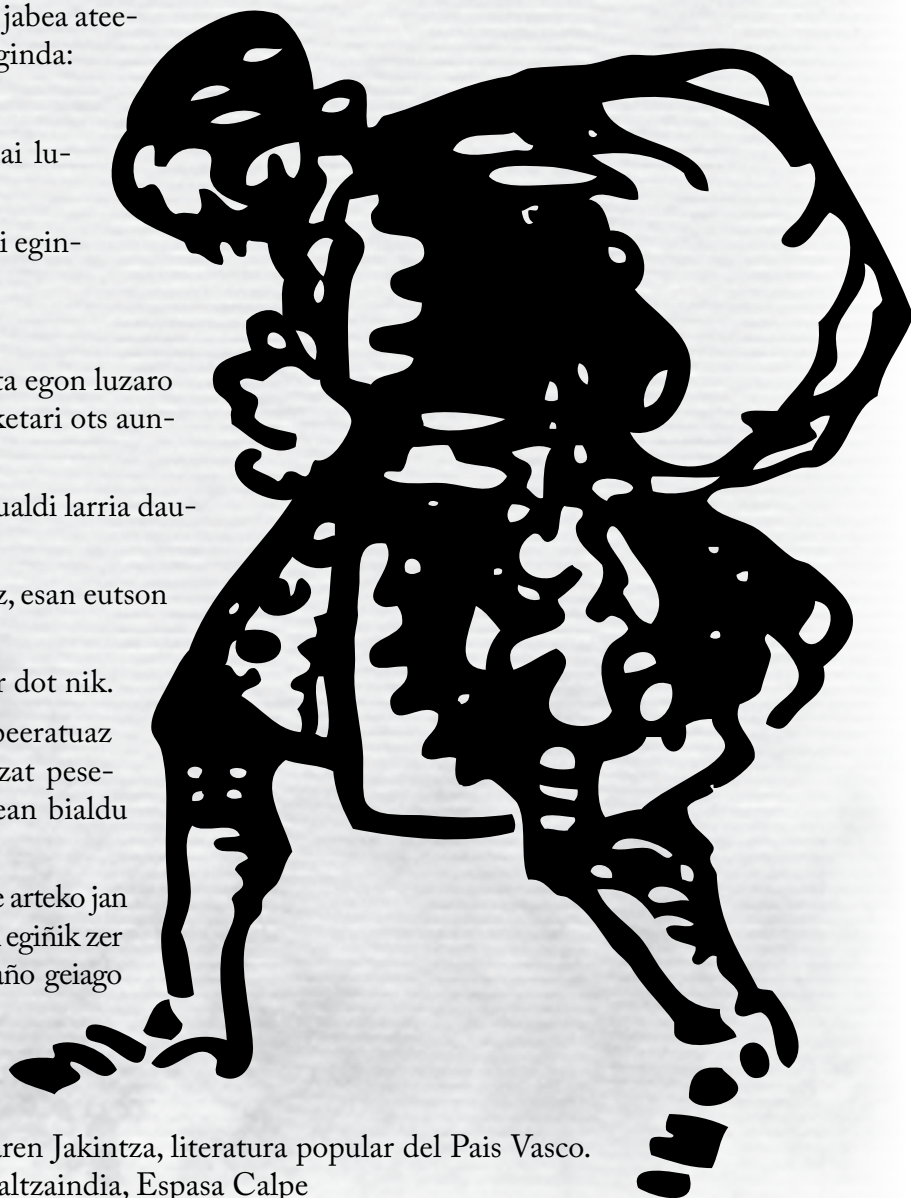 jabea atee-
ginda:
ai lu-
i egin-
ta egon luzaro
ketari ots aun-
ualdi larria dau-
z, esan eutson
r dot nik.
peeratuaz
zat pese-
ean bialdu
e arteko jan
egiñik zer
año geiago
aren Jakintza, literatura popular del Pais Vasco.
altzaindia, Espasa Calpe